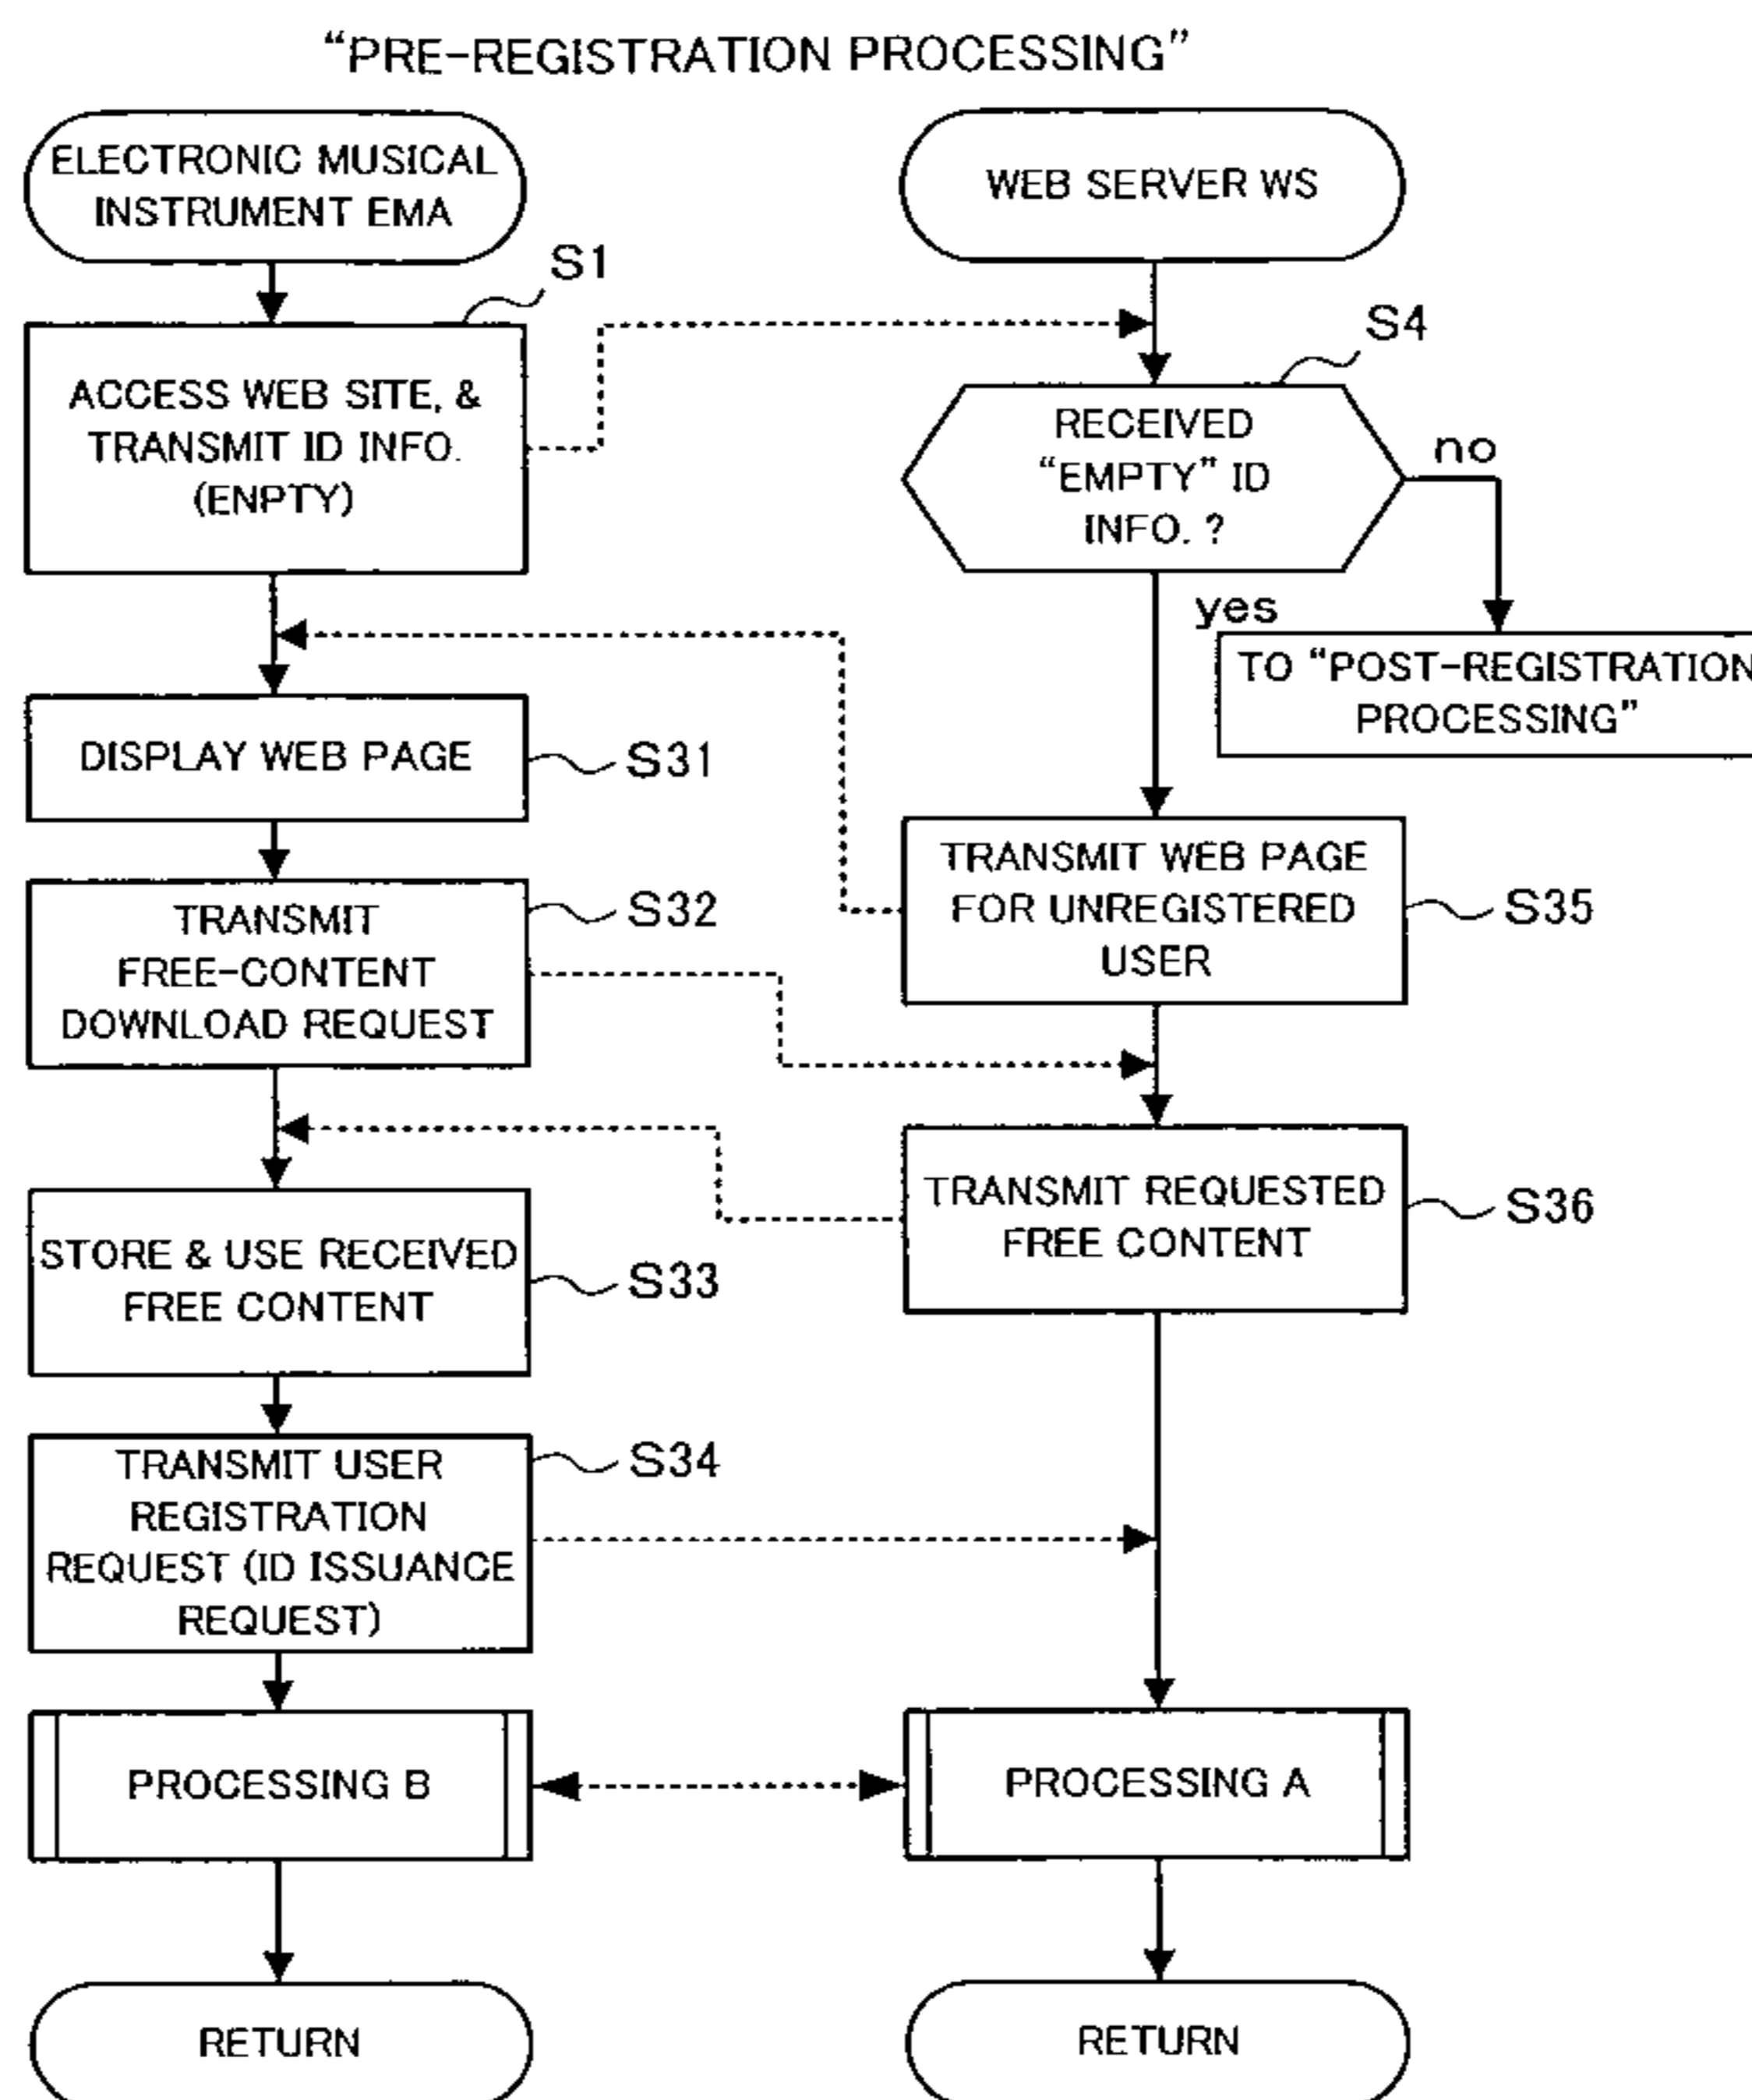 “PRE-REGISTRATION PROCESSING”
ELECTRONIC MUSICAL
INSTRUMENT EMA
WEB SERVER WS
S1
S4
ACCESS WEB SITE, &
TRANSMIT ID INFO.
(ENPTY)
RECEIVED
“EMPTY” ID
INFO. ?
no
yes
TO “POST-REGISTRATION
PROCESSING”
DISPLAY WEB PAGE
S31
TRANSMIT
FREE-CONTENT
DOWNLOAD REQUEST
S32
TRANSMIT WEB PAGE
FOR UNREGISTERED
USER
S35
STORE & USE RECEIVED
FREE CONTENT
S33
TRANSMIT REQUESTED
FREE CONTENT
S36
TRANSMIT USER
REGISTRATION
REQUEST (ID ISSUANCE
REQUEST)
S34
PROCESSING B
PROCESSING A
RETURN
RETURN